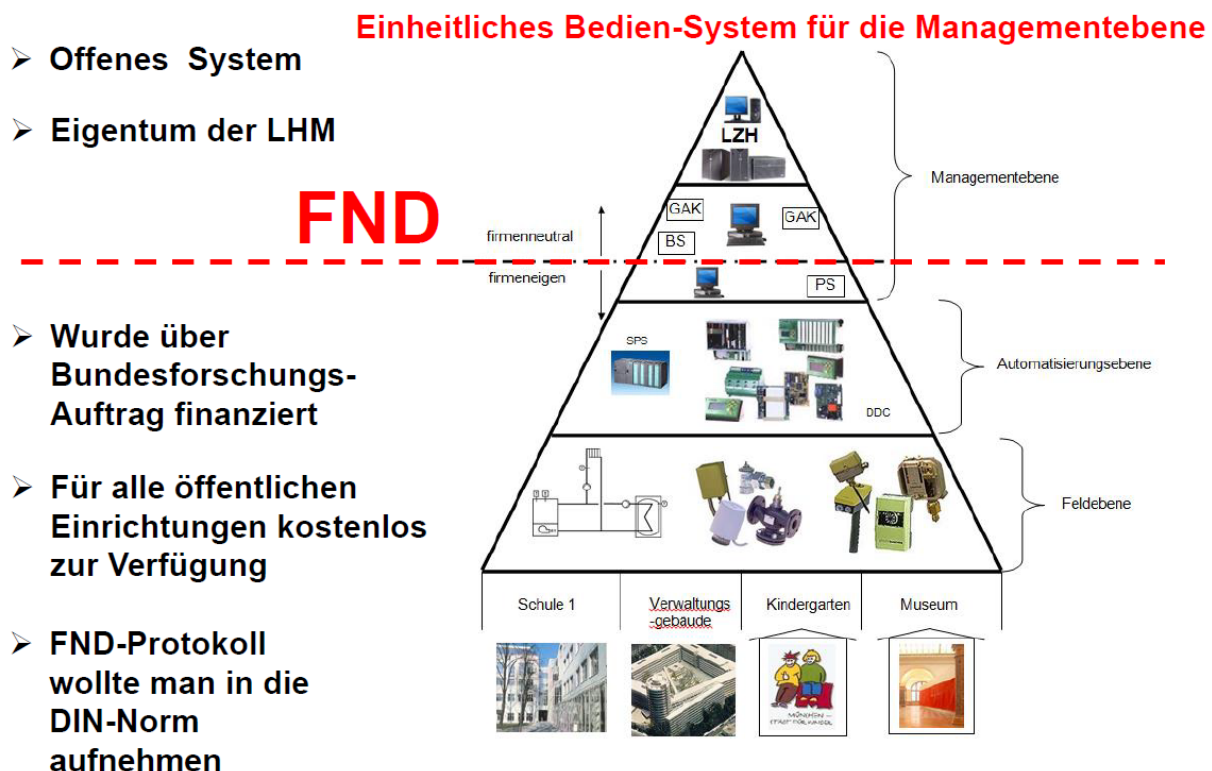 Einheitliches Bedien-System für die Managementebene
➢ Offenes System
➢ Eigentum der LHM
FND
➢ Wurde über
Bundesforschungs-
Auftrag finanziert
➢ Für alle öffentlichen
Einrichtungen kostenlos
zur Verfügung
➢ FND-Protokoll
wollte man in die
DIN-Norm
aufnehmen
LZH
Managementebene
GAK
GAK
BS
firmenneutral
firmeneigen
PS
SPS
DDC
Automatisierungsebene
Feldebene
Schule 1
Verwaltungs
-gebäude
Kindergarten
Museum
MÜNCHEN –